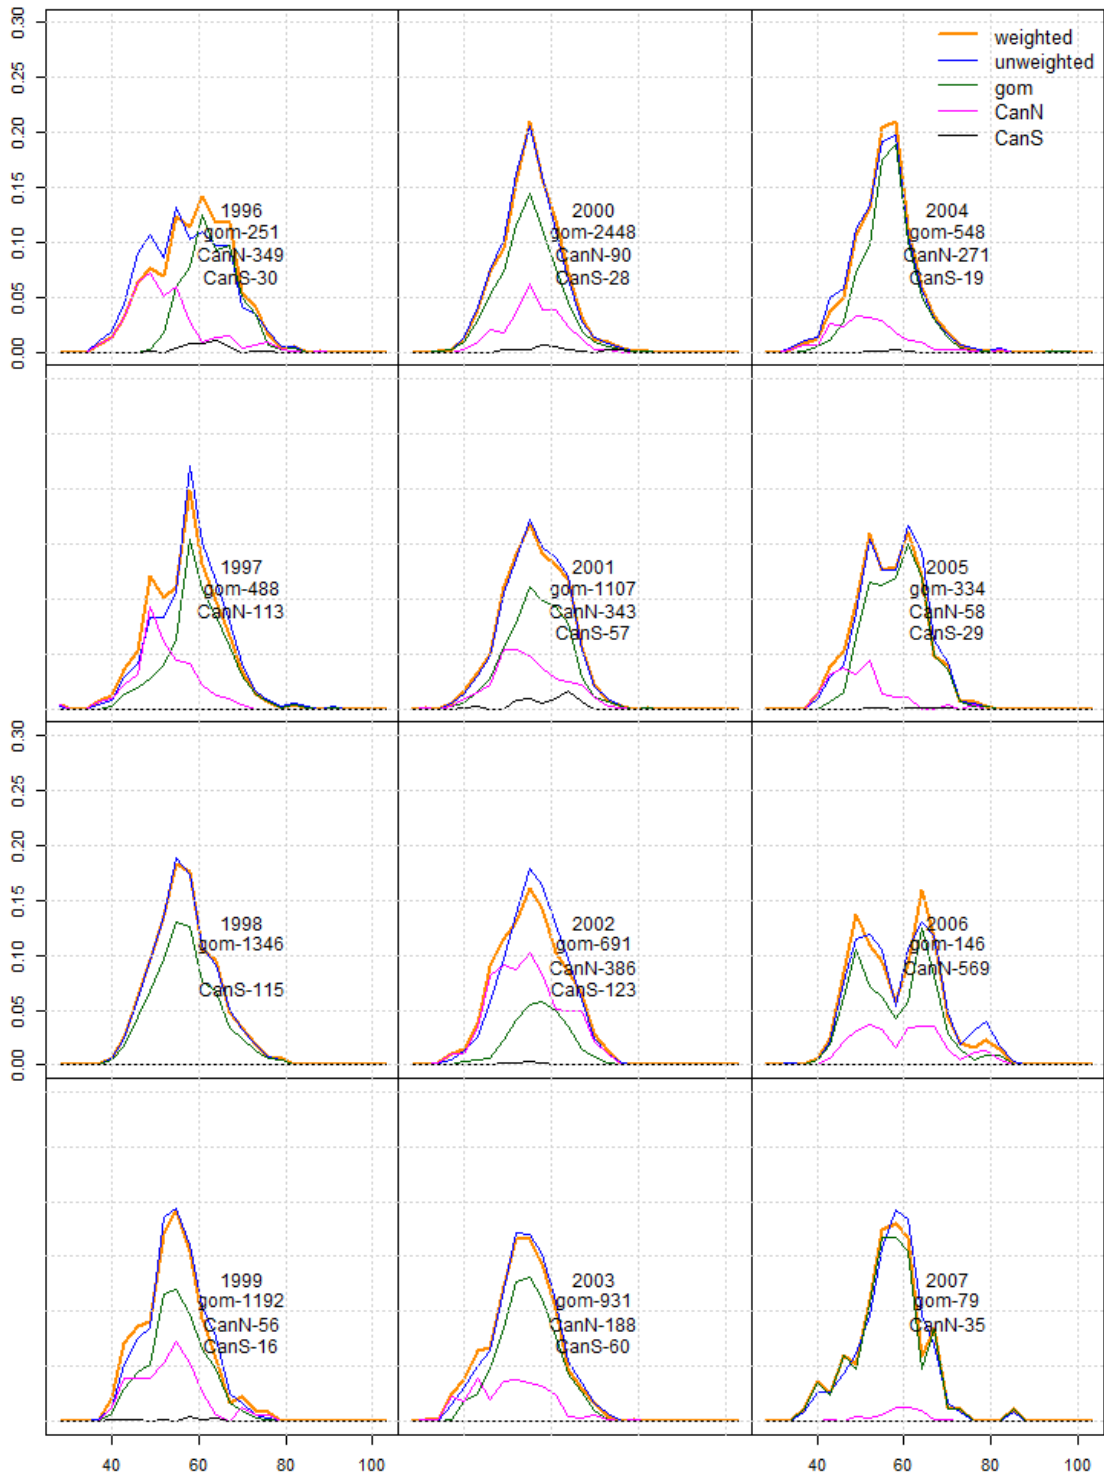 0.30
0.25
0.20
0.15
0.10
0.05
0.00
weighted
unweighted
gom
CanN
CanS
1996
gom-251
CanN-349
CanS-30
2000
gom-2448
CanN-90
CanS-28
2004
gom-548
CanN-271
CanS-19
1997
gom-488
CanN-113
2001
gom-1107
CanN-343
CanS-57
2005
gom-334
CanN-58
CanS-29
0.30
0.25
0.20
0.15
0.10
0.05
0.00
1998
gom-1346
CanS-115
2002
gom-691
CanN-386
CanS-123
2006
gom-146
CanN-569
1999
gom-1192
CanN-56
CanS-16
2003
gom-931
CanN-188
CanS-60
2007
gom-79
CanN-35
40 60 80 100
40 60 80 100